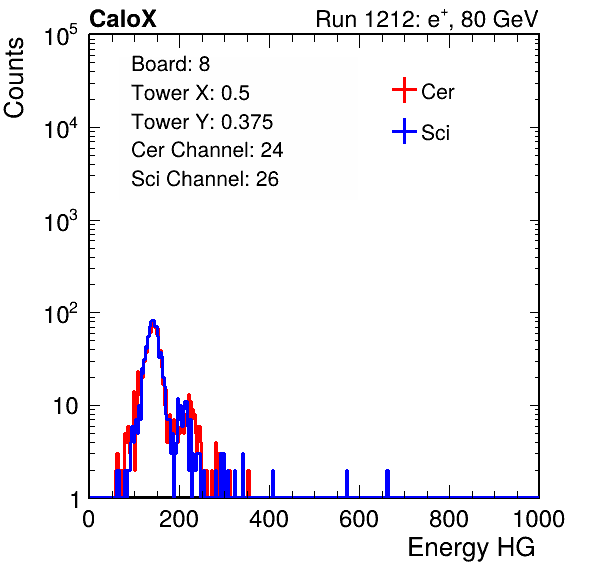 CaloX Run 1212: e+, 80 GeV
Counts
Board: 8
Tower X: 0.5
Tower Y: 0.375
Cer Channel: 24
Sci Channel: 26
Cer
Sci
10^5
10^4
10^3
10^2
10
1
0 200 400 600 800 1000
Energy HG